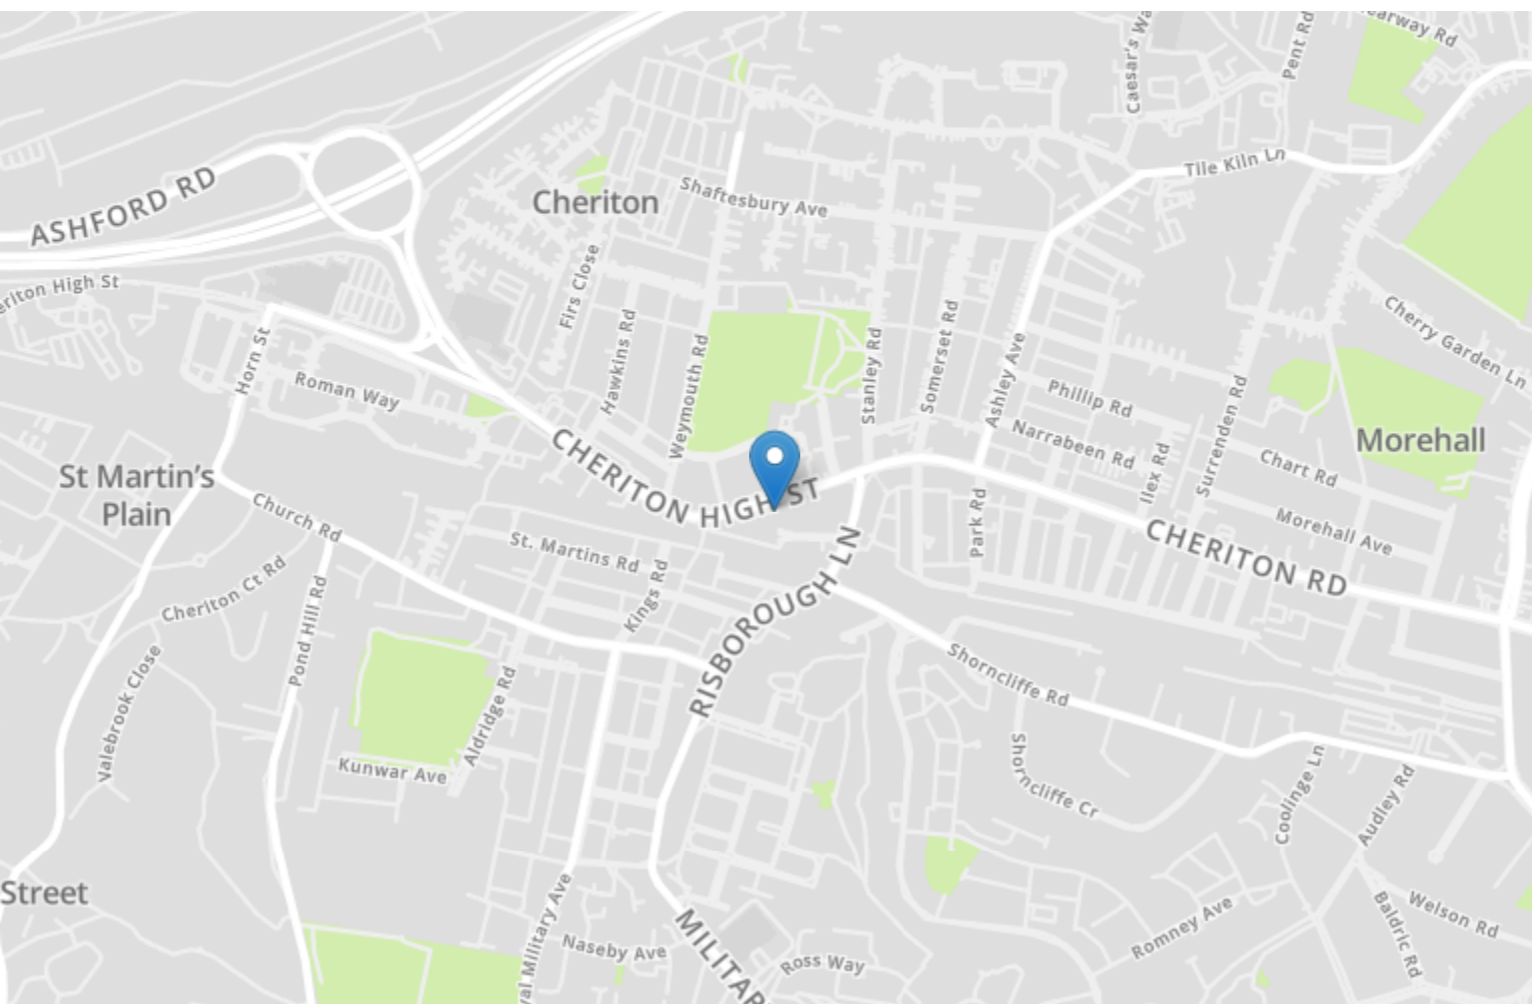 earway Rd
Caesar's Wa
Pent Rd
Tile Kiln Ln
ASHFORD RD
Cheriton
Shaftesbury Ave
eriton High St
Firs Close
Horn St
Roman Way
Hawkins Rd
Weymouth Rd
Stanley Rd
Somerset Rd
Ashley Ave
Phillip Rd
Narrabeen Rd
Ilex Rd
Surrenden Rd
Cherry Garden Ln
Morehall
Chart Rd
Morehall Ave
CHERITON HIGH ST
St Martin's
Plain
Church Rd
St. Martins Rd
Kings Rd
Park Rd
CHERITON RD
Cheriton Ct Rd
Pond Hill Rd
RISBOROUGH LN
Shorncliffe Rd
Valebrook Close
Aldridge Rd
Kunwar Ave
Shorncliffe Cr
Coolinge Ln
Audley Rd
Street
yal Military Ave
Naseby Ave
MILITAR
Ross Way
Romney Ave
Baldric Rd
Welson Rd